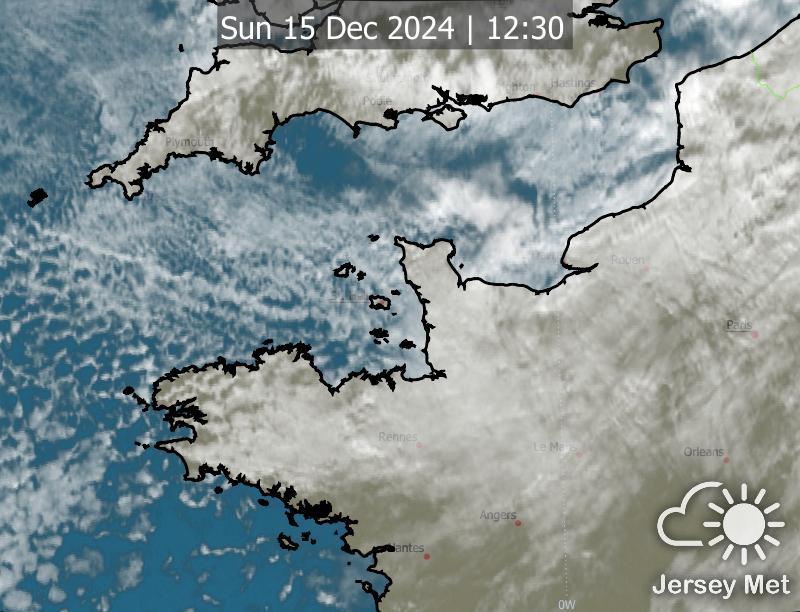 Sun 15 Dec 2024 | 12:30
Hastings
Poole
Plymouth
Rouen
Paris
Rennes
Le Mans
Orleans
Angers
Nantes
0W
Jersey Met